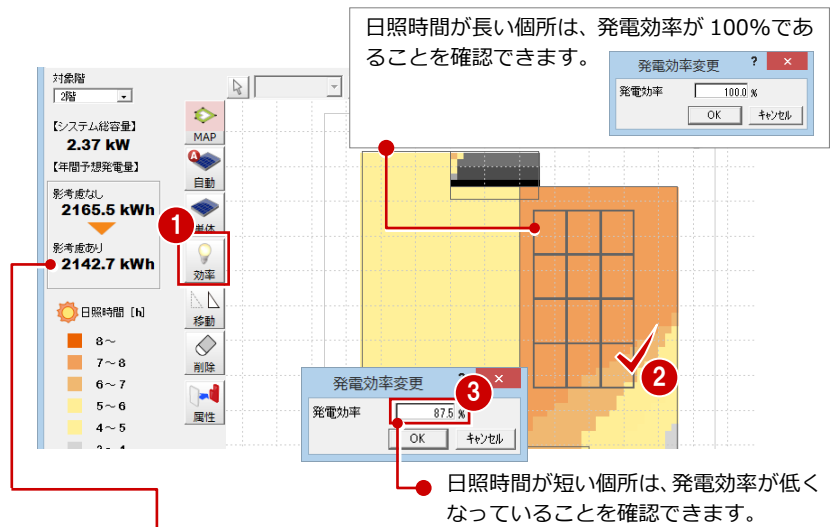 日照時間が長い個所は、発電効率が 100%であ
ることを確認できます。
発電効率変更 ? ×
発電効率 100.0 %
OK キャンセル
対象階
2階
【システム総容量】
2.37 kW
【年間予想発電量】
影考慮なし
2165.5 kWh
影考慮あり
2142.7 kWh
日照時間 [h]
8～
7～8
6～7
5～6
4～5
MAP
A
自動
1
単体
効率
移動
削除
属性
2
発電効率変更 ? ×
3
発電効率 87.5 %
OK キャンセル
日照時間が短い個所は、発電効率が低く
なっていることを確認できます。